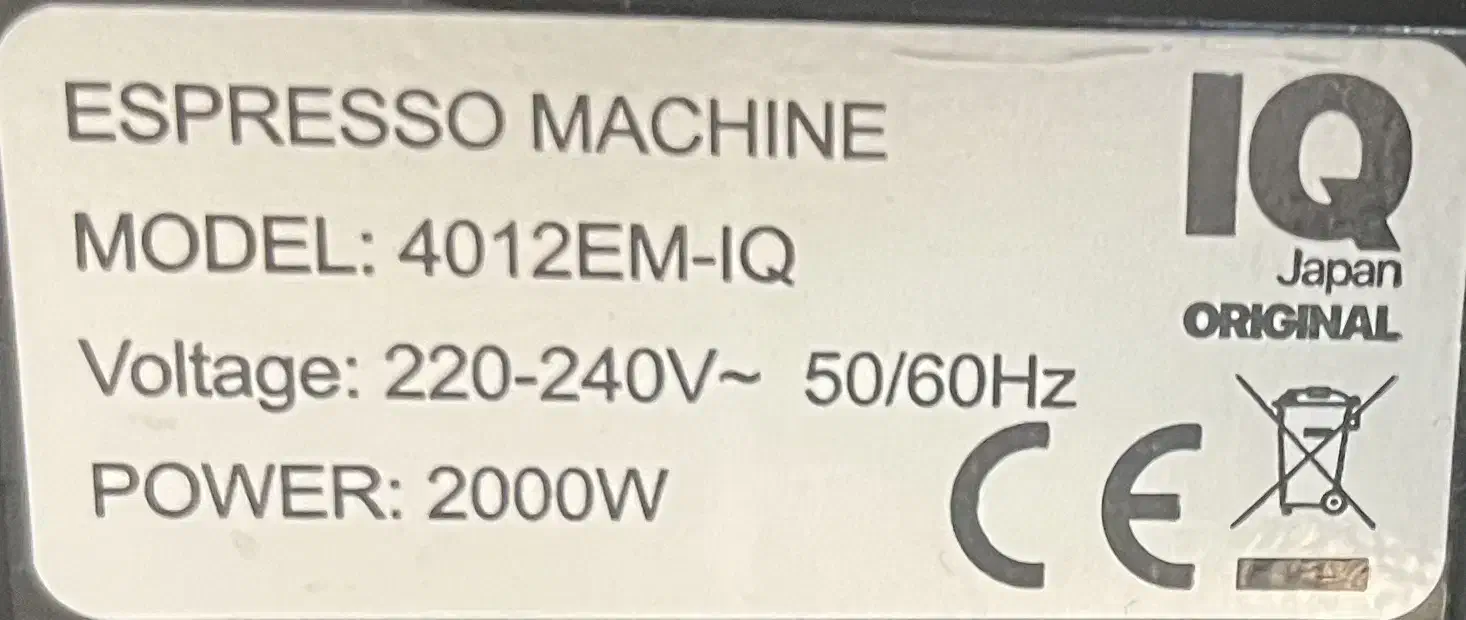 ESPRESSO MACHINE
MODEL: 4012EM-IQ
Voltage: 220-240V~ 50/60Hz
POWER: 2000W
IQ
Japan
ORIGINAL
CE